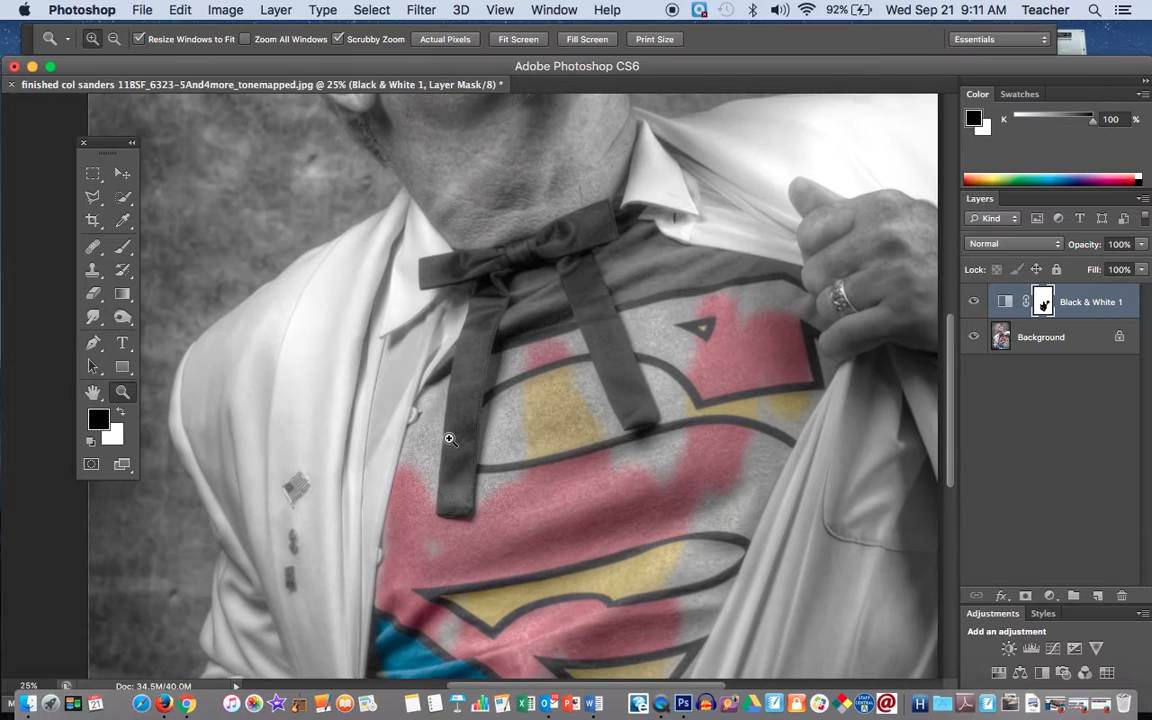 Photoshop File Edit Image Layer Type Select Filter 3D View Window Help 92% Wed Sep 21 9:11 AM Teacher
Resize Windows to Fit All Windows Scrubby Zoom Actual Pixels Fit Screen Fill Screen Print Size Essentials
Adobe Photoshop CS6
finished col sanders 11BSF_6323-5And4more_tonemapped.jpg @ 25% (Black & White 1, Layer Mask/8) *
Color Swatches
K 100 %
Layers
Kind
Normal Opacity: 100%
Lock: Fill: 100%
Black & White 1
Background
Adjustments Styles
Add an adjustment
25% Doc: 34.5M/40.0M